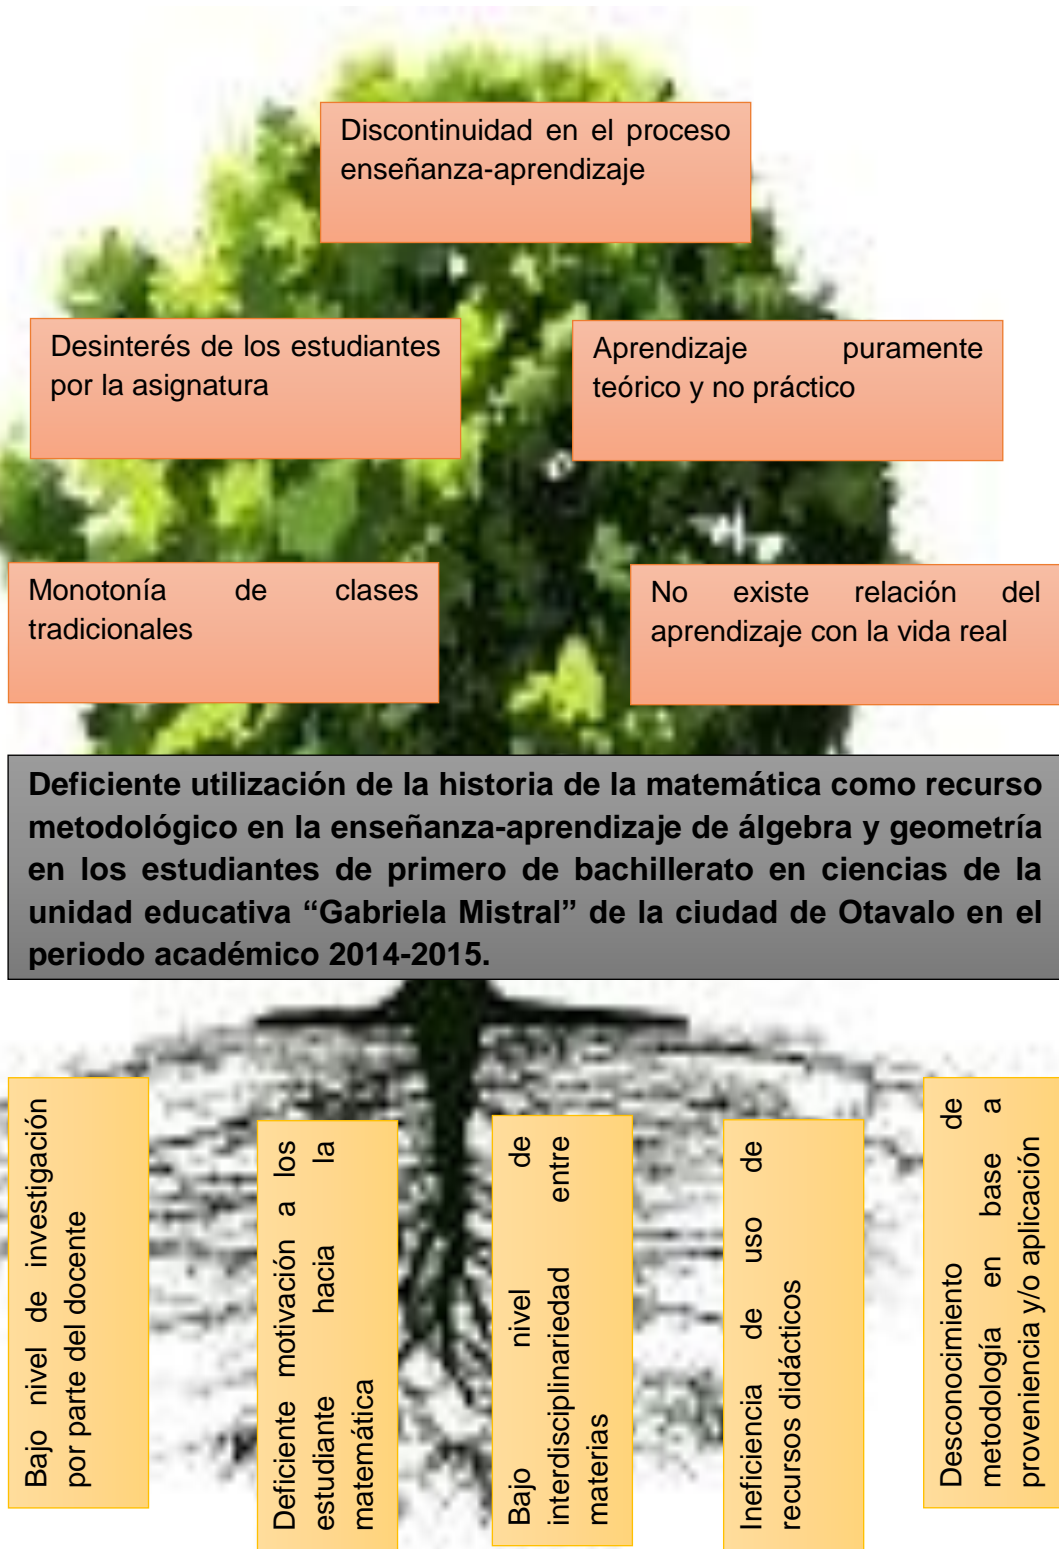 Discontinuidad en el proceso
enseñanza-aprendizaje
Desinterés de los estudiantes
por la asignatura
Aprendizaje puramente
teórico y no práctico
Monotonía de clases
tradicionales
No existe relación del
aprendizaje con la vida real
Deficiente utilización de la historia de la matemática como recurso
metodológico en la enseñanza-aprendizaje de álgebra y geometría
en los estudiantes de primero de bachillerato en ciencias de la
unidad educativa “Gabriela Mistral” de la ciudad de Otavalo en el
periodo académico 2014-2015.
Bajo nivel de investigación
por parte del docente
Deficiente motivación a los
estudiante hacia la
matemática
Bajo nivel de
interdisciplinariedad entre
materias
Ineficiencia de uso de
recursos didácticos
Desconocimiento de
metodología en base a
proveniencia y/o aplicación